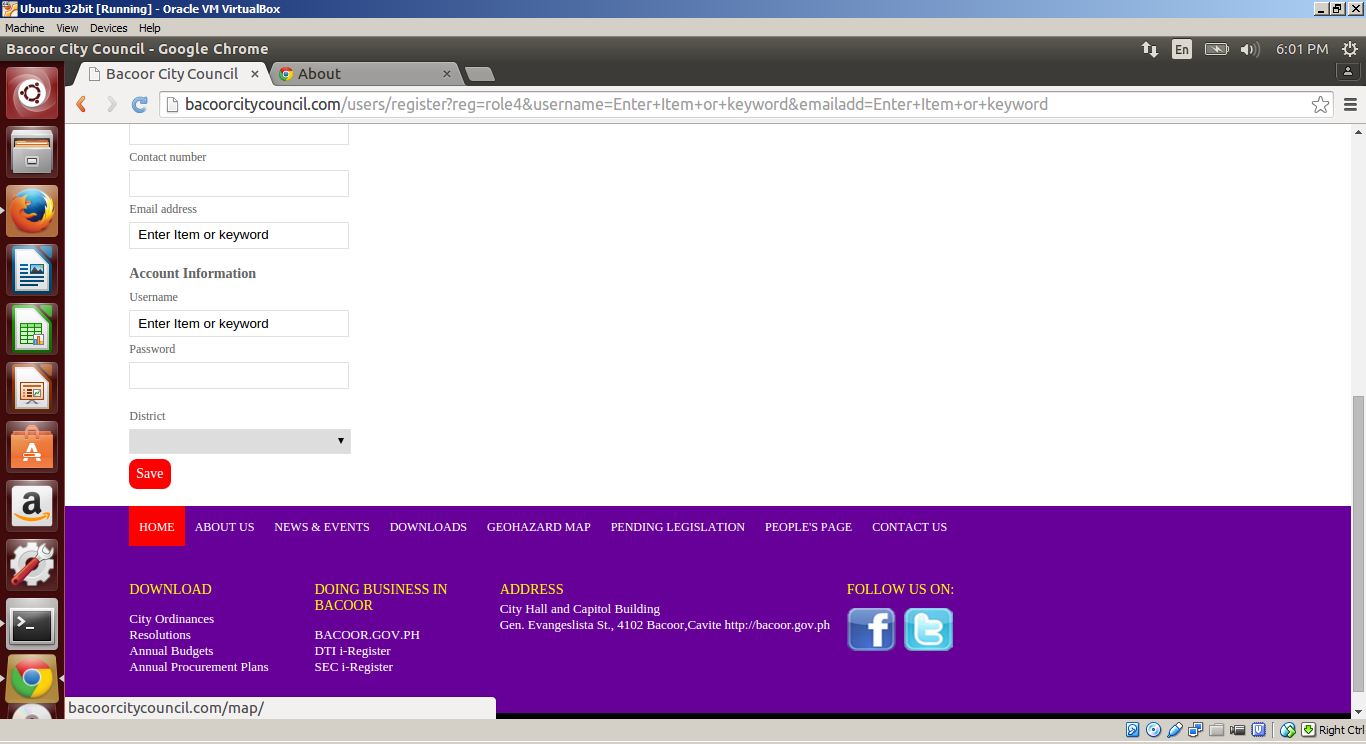 Ubuntu 32bit [Running] - Oracle VM VirtualBox
Machine View Devices Help
Bacoor City Council - Google Chrome
En 6:01 PM
Bacoor City Council × About ×
bacoorcitycouncil.com/users/register?reg=role4&username=Enter+Item+or+keyword&emailadd=Enter+Item+or+keyword
Contact number
Email address
Enter Item or keyword
Account Information
Username
Enter Item or keyword
Password
District
Save
HOME ABOUT US NEWS & EVENTS DOWNLOADS GEOHAZARD MAP PENDING LEGISLATION PEOPLE'S PAGE CONTACT US
DOWNLOAD
City Ordinances
Resolutions
Annual Budgets
Annual Procurement Plans
DOING BUSINESS IN
BACOOR
BACOOR.GOV.PH
DTI i-Register
SEC i-Register
ADDRESS
City Hall and Capitol Building
Gen. Evangeslista St., 4102 Bacoor,Cavite http://bacoor.gov.ph
FOLLOW US ON:
bacoorcitycouncil.com/map/
Right Ctrl